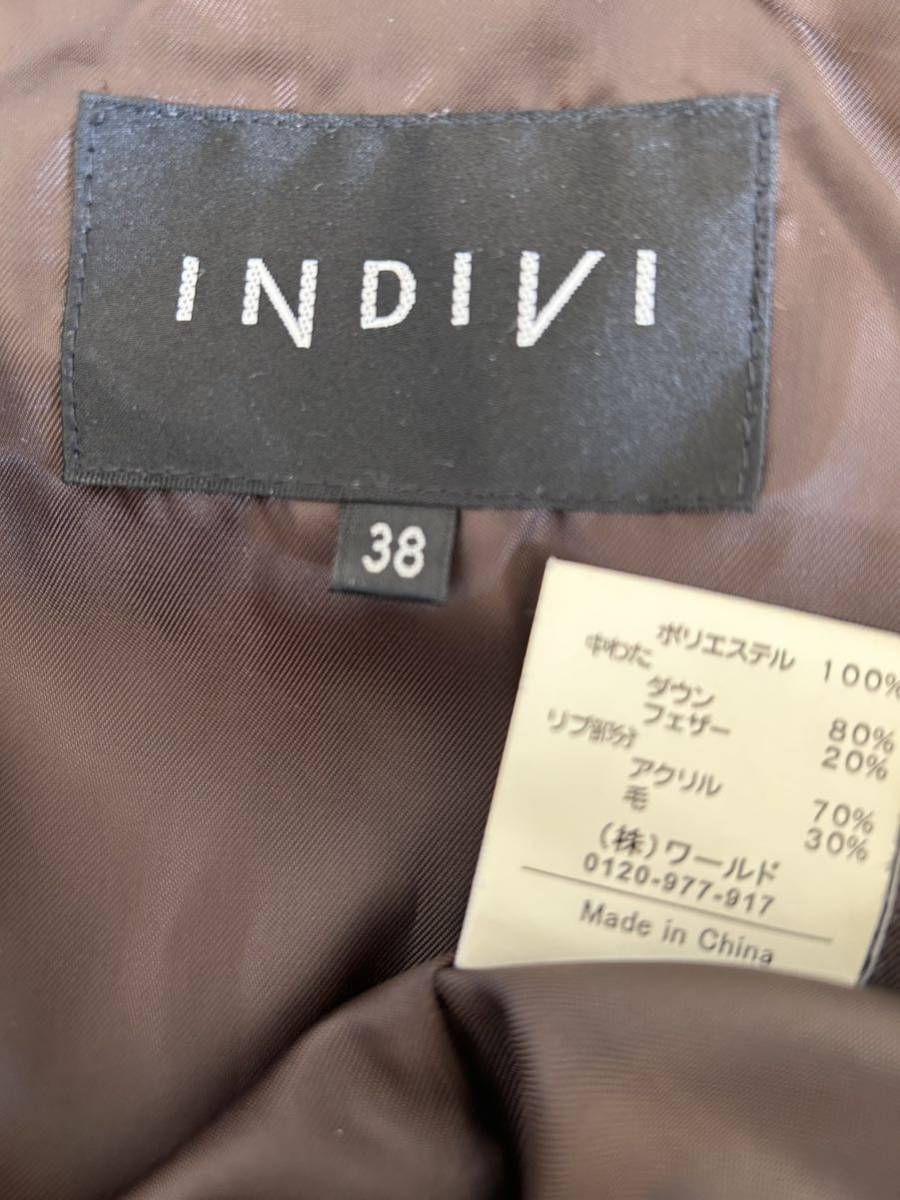 INDIVI
38
ポリエステル 100%
中わた
ダウン 80%
フェザー 20%
リブ部分
アクリル 70%
毛 30%
(株)ワールド
0120-977-917
Made in China